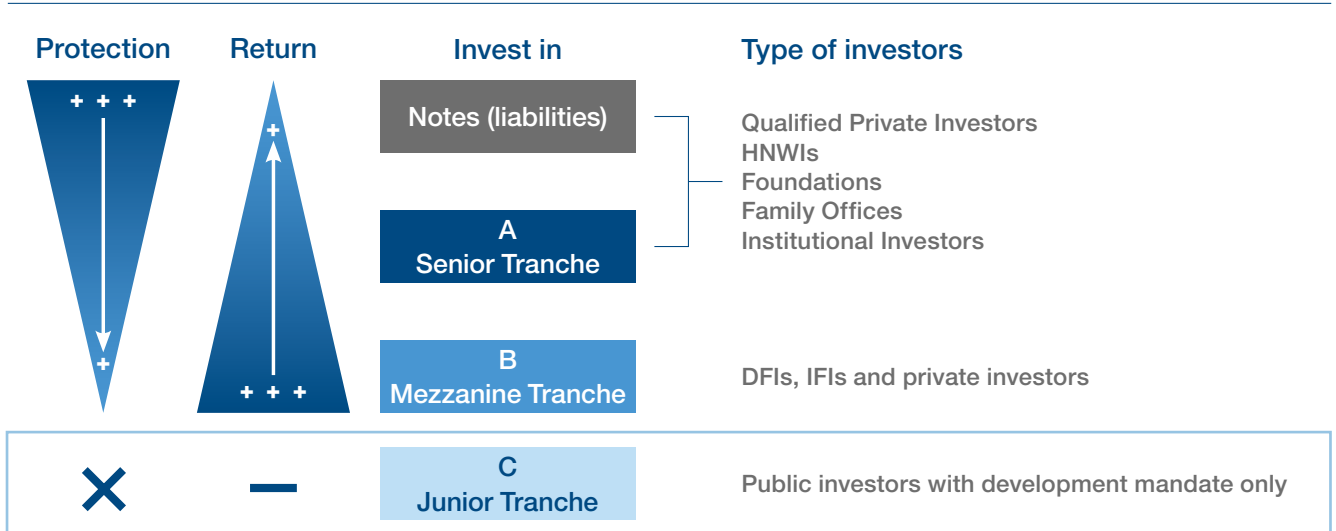 Protection
Return
Invest in
Type of investors
+ + +
+
Notes (liabilities)
Qualified Private Investors
HNWIs
Foundations
Family Offices
Institutional Investors
A
Senior Tranche
+
+ + +
B
Mezzanine Tranche
DFIs, IFIs and private investors
C
Junior Tranche
Public investors with development mandate only